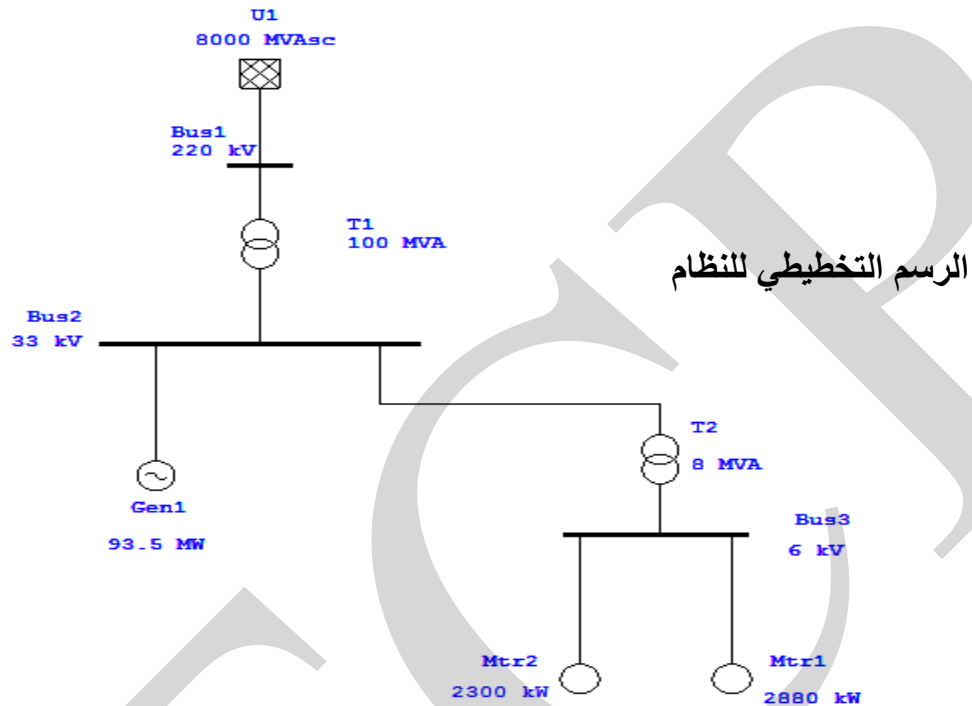 U1
8000 MVAsc
Bus1
220 kV
T1
100 MVA
الرسم التخطيطي للنظام
Bus2
33 kV
T2
8 MVA
Gen1
93.5 MW
Bus3
6 kV
Mtr2
2300 kW
Mtr1
2880 kW